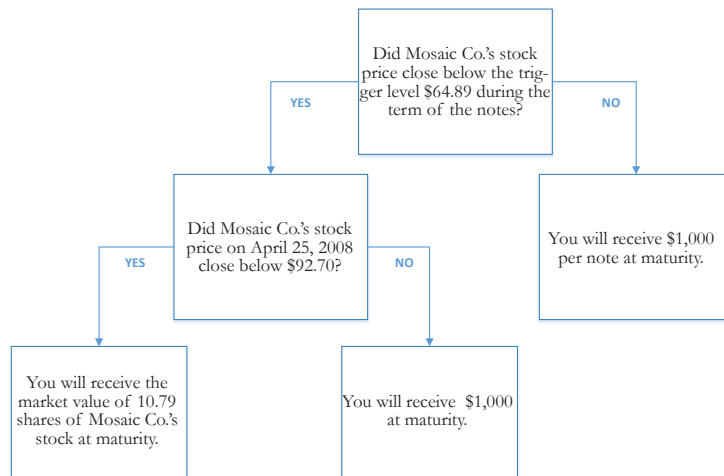 Did Mosaic Co.'s stock
price close below the trig-
ger level $64.89 during the
term of the notes?
YES
NO
Did Mosaic Co.'s stock
price on April 25, 2008
close below $92.70?
You will receive $1,000
per note at maturity.
YES
NO
You will receive the
market value of 10.79
shares of Mosaic Co.'s
stock at maturity.
You will receive $1,000
at maturity.